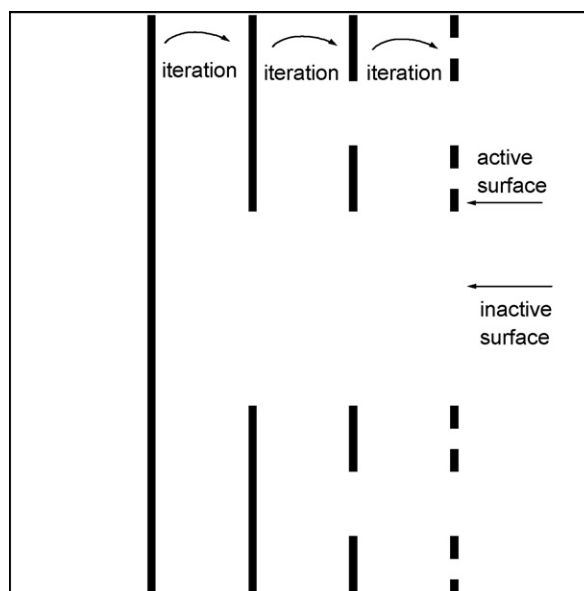 iteration
iteration
iteration
active
surface
inactive
surface